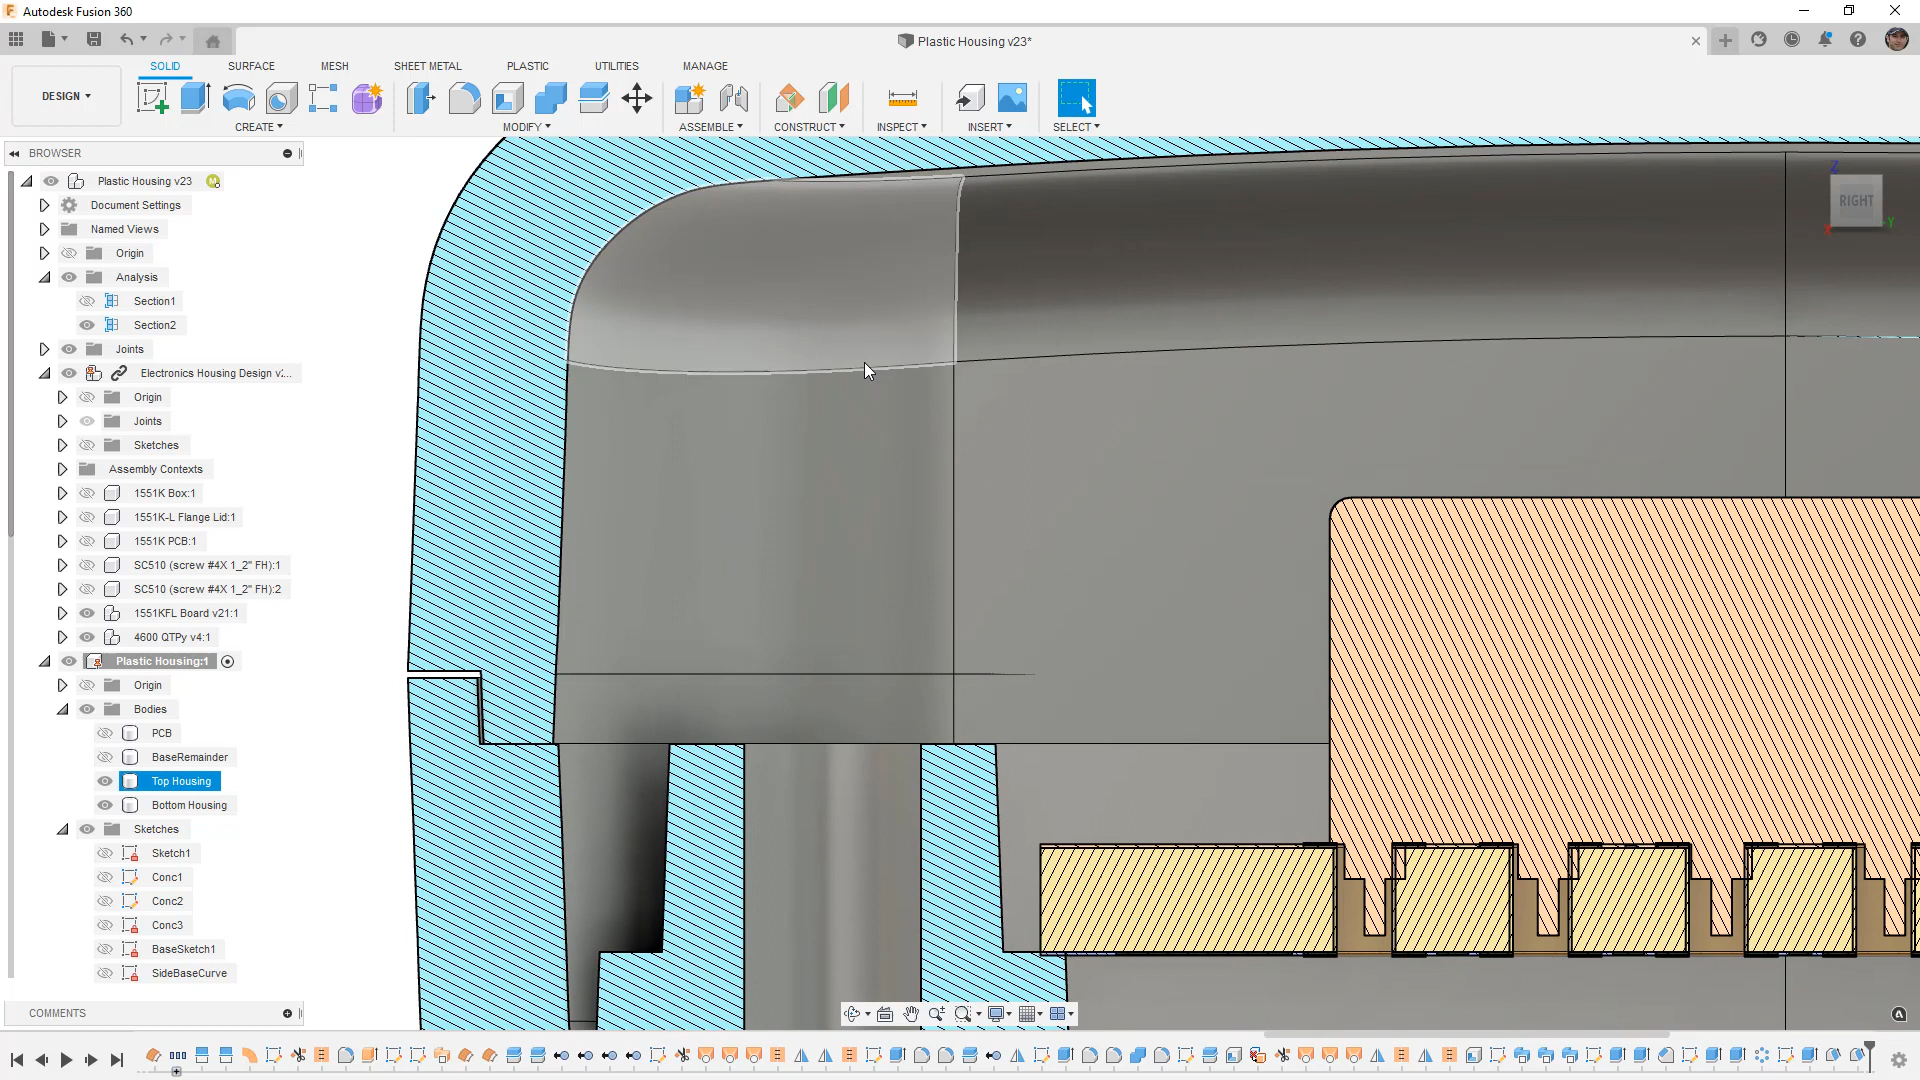 Autodesk Fusion 360
Plastic Housing v23*
DESIGN
SOLID SURFACE MESH SHEET METAL PLASTIC UTILITIES MANAGE
CREATE MODIFY ASSEMBLE CONSTRUCT INSPECT INSERT SELECT
BROWSER
Plastic Housing v23
M
Document Settings
Named Views
Origin
Analysis
Section1
Section2
Joints
Electronics Housing Design v2...
Origin
Joints
Sketches
Assembly Contexts
1551K Box:1
1551K-L Flange Lid:1
1551K PCB:1
SC510 (screw #4X 1_2" FH):1
SC510 (screw #4X 1_2" FH):2
1551KFL Board v21:1
4600 QTPy v4:1
Plastic Housing:1
Origin
Bodies
PCB
BaseRemainder
Top Housing
Bottom Housing
Sketches
Sketch1
Conc1
Conc2
Conc3
BaseSketch1
SideBaseCurve
COMMENTS
Z
RIGHT
Y
X